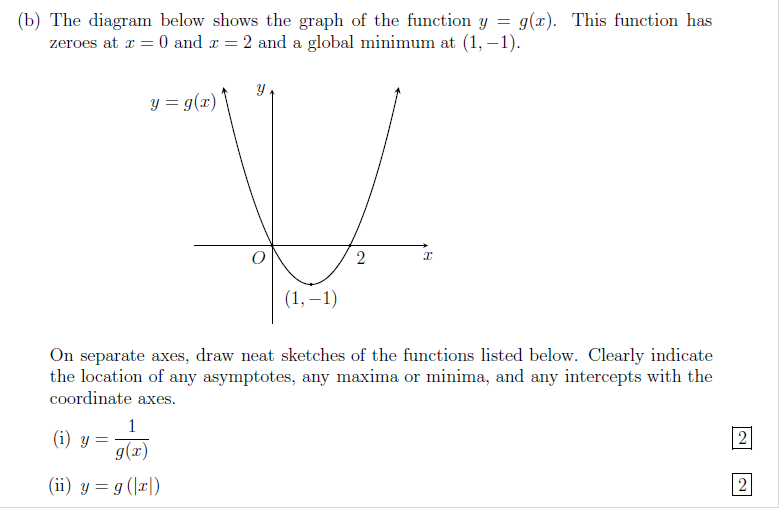 (b) The diagram below shows the graph of the function y = g(x). This function has
zeroes at x = 0 and x = 2 and a global minimum at (1, −1).
y = g(x)
y
O
2
x
(1, −1)
On separate axes, draw neat sketches of the functions listed below. Clearly indicate
the location of any asymptotes, any maxima or minima, and any intercepts with the
coordinate axes.
(i) y = 1/g(x) 2
(ii) y = g (|x|) 2